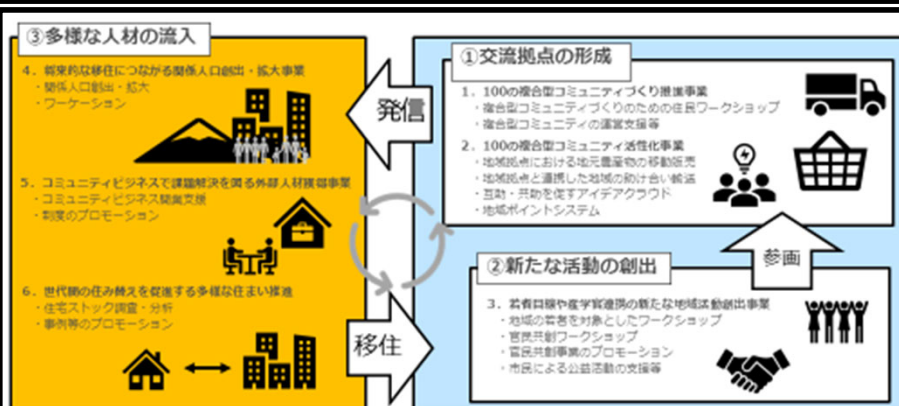 ③多様な人材の流入
4．将来的な移住につながる関係人口創出・拡大事業
・関係人口創出・拡大
・ワーケーション
5．コミュニティビジネスで課題解決を図る外部人材獲得事業
・コミュニティビジネス開業支援
・制度のプロモーション
6．世代間の住み替えを促進する多様な住まい推進
・住宅ストック調査・分析
・事例等のプロモーション
発信
移住
①交流拠点の形成
1．100の複合型コミュニティづくり推進事業
・複合型コミュニティづくりのための住民ワークショップ
・複合型コミュニティの運営支援等
2．100の複合型コミュニティ活性化事業
・地域拠点における地元農産物の移動販売
・地域拠点と連携した地域の助け合い輸送
・互助・共助を促すアイデアクラウド
・地域ポイントシステム
参画
②新たな活動の創出
3．若者目線や産学官連携の新たな地域活動創出事業
・地域の若者を対象としたワークショップ
・官民共創ワークショップ
・官民共創事業のプロモーション
・市民による公益活動の支援等